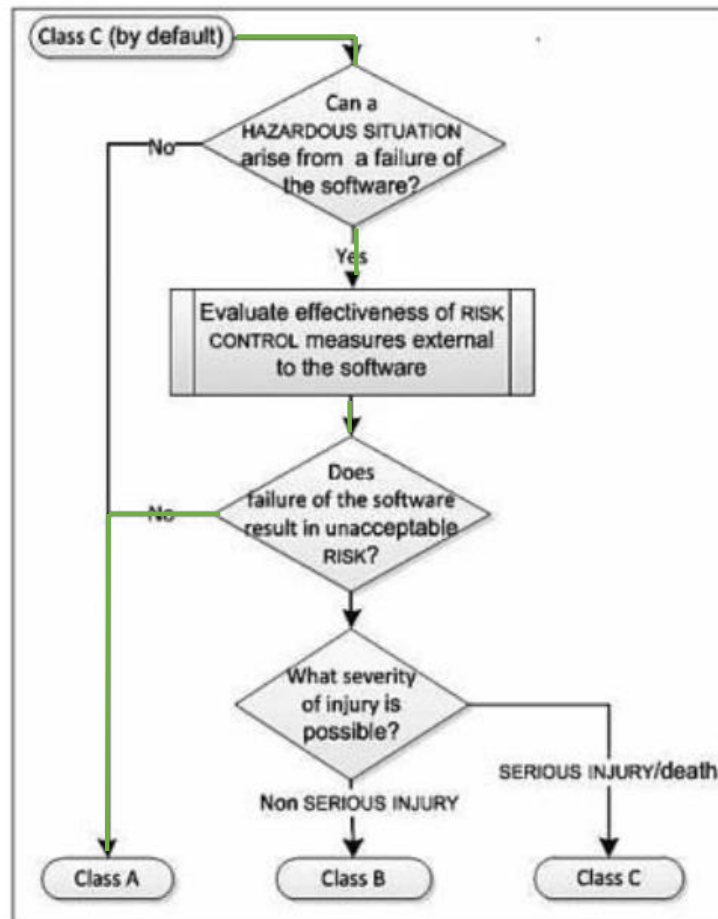 Class C (by default)
Can a
HAZARDOUS SITUATION
arise from a failure of
the software?
No
Yes
Evaluate effectiveness of RISK
CONTROL measures external
to the software
Does
failure of the software
result in unacceptable
RISK?
No
What severity
of injury is
possible?
SERIOUS INJURY/death
Non SERIOUS INJURY
Class A
Class B
Class C